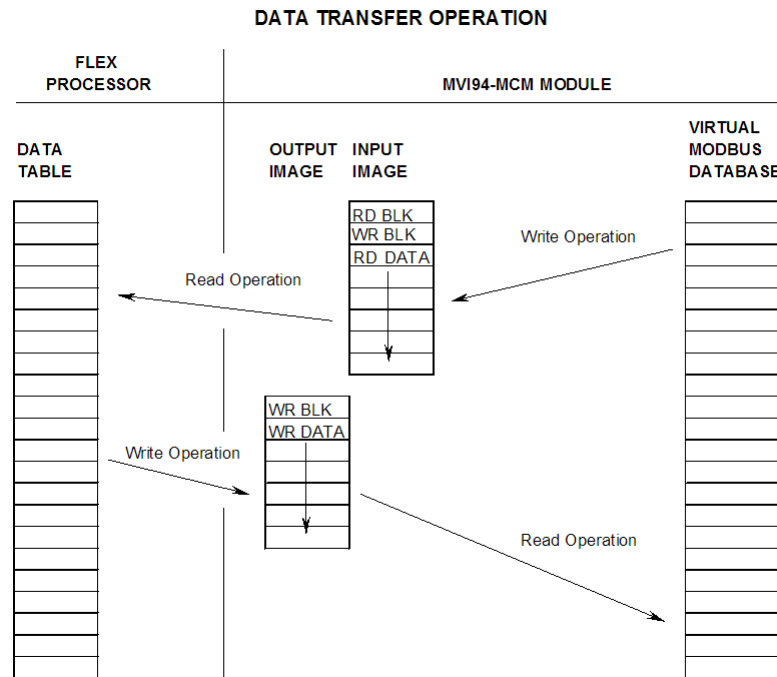 DATA TRANSFER OPERATION
FLEX
PROCESSOR
MVI94-MCM MODULE
DATA
TABLE
OUTPUT
IMAGE
INPUT
IMAGE
VIRTUAL
MODBUS
DATABASE
RD BLK
WR BLK
RD DATA
Write Operation
Read Operation
WR BLK
WR DATA
Write Operation
Read Operation